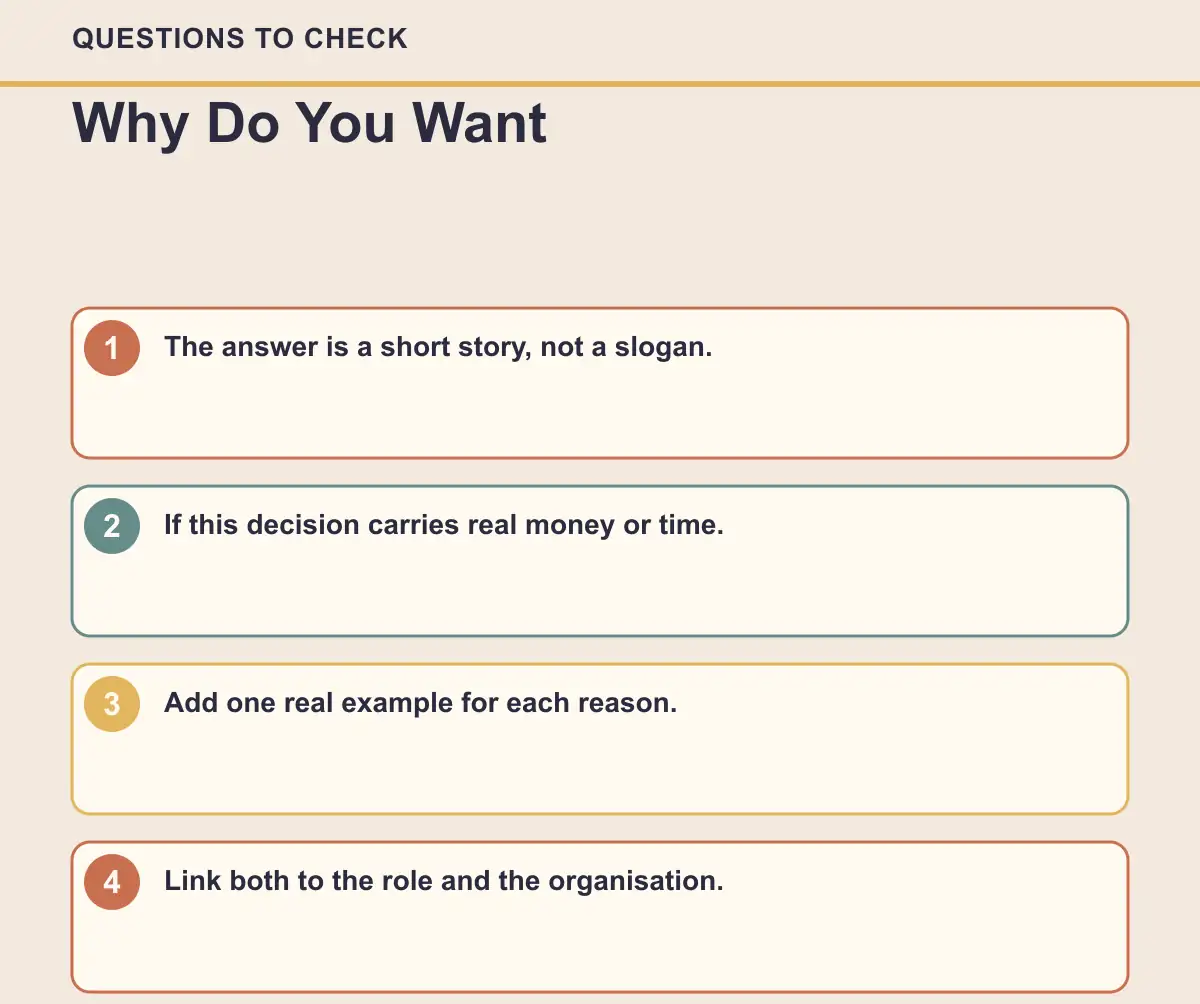 QUESTIONS TO CHECK
Why Do You Want
1 The answer is a short story, not a slogan.
2 If this decision carries real money or time.
3 Add one real example for each reason.
4 Link both to the role and the organisation.